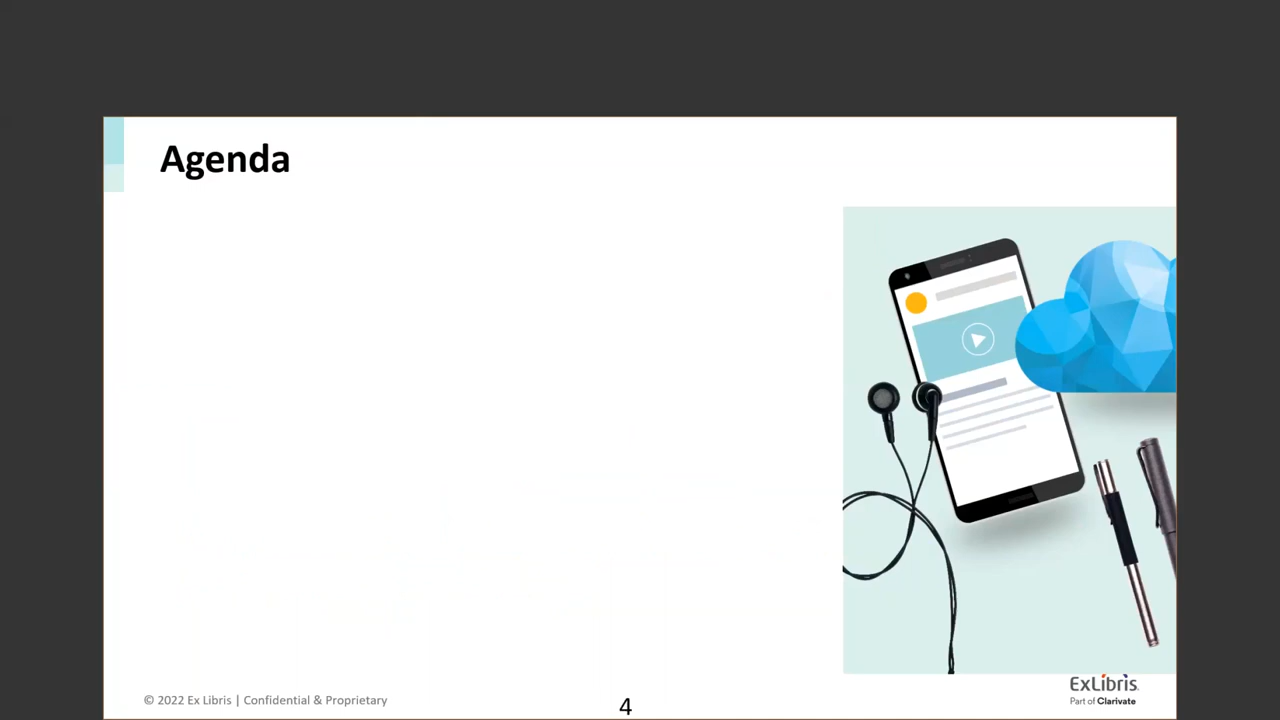 Agenda
© 2022 Ex Libris | Confidential & Proprietary
4
ExLibris
Part of Clarivate